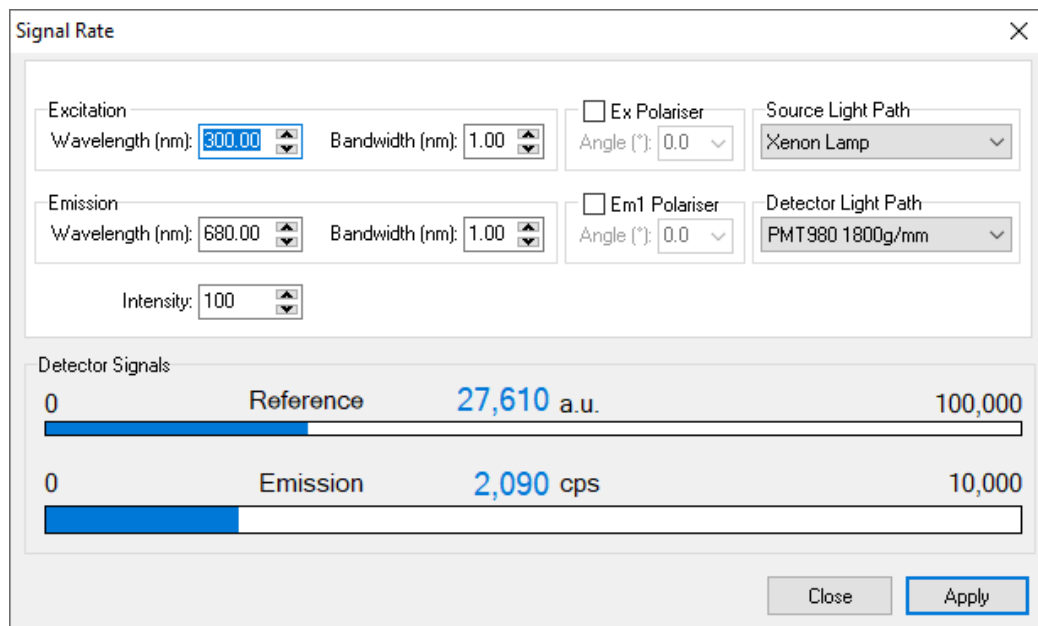 Signal Rate
Excitation
Wavelength (nm): 300.00 Bandwidth (nm): 1.00
Ex Polariser
Angle (°): 0.0
Source Light Path
Xenon Lamp
Emission
Wavelength (nm): 680.00 Bandwidth (nm): 1.00
Em1 Polariser
Angle (°): 0.0
Detector Light Path
PMT980 1800g/mm
Intensity: 100
Detector Signals
0 Reference 27,610 a.u. 100,000
0 Emission 2,090 cps 10,000
Close Apply